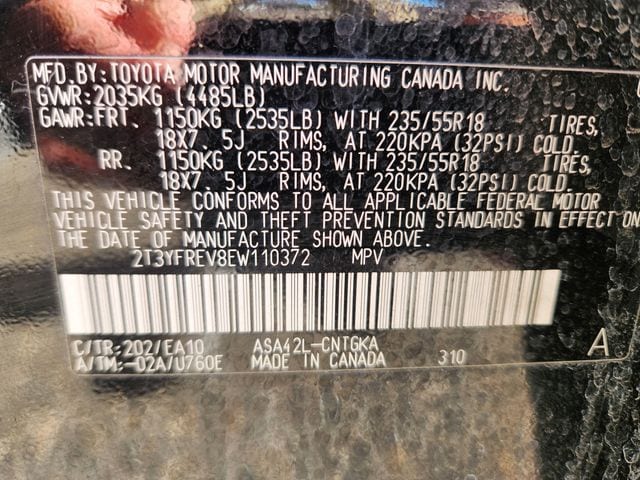 MFD.BY:TOYOTA MOTOR MANUFACTURING CANADA INC.
GVWR:2035KG (4485LB)
GAWR:FRT. 1150KG (2535LB) WITH 235/55R18 TIRES,
18X7. 5J RIMS, AT 220KPA (32PSI) COLD.
RR. 1150KG (2535LB) WITH 235/55R18 TIRES,
18X7. 5J RIMS, AT 220KPA (32PSI) COLD.
THIS VEHICLE CONFORMS TO ALL APPLICABLE FEDERAL MOTOR
VEHICLE SAFETY AND THEFT PREVENTION STANDARDS IN EFFECT ON
THE DATE OF MANUFACTURE SHOWN ABOVE.
2T3YFREV8EW110372 MPV
C/TR:202/EA10 ASA42L-CNTGKA
A/TM:-02A/U760E MADE IN CANADA 310 A